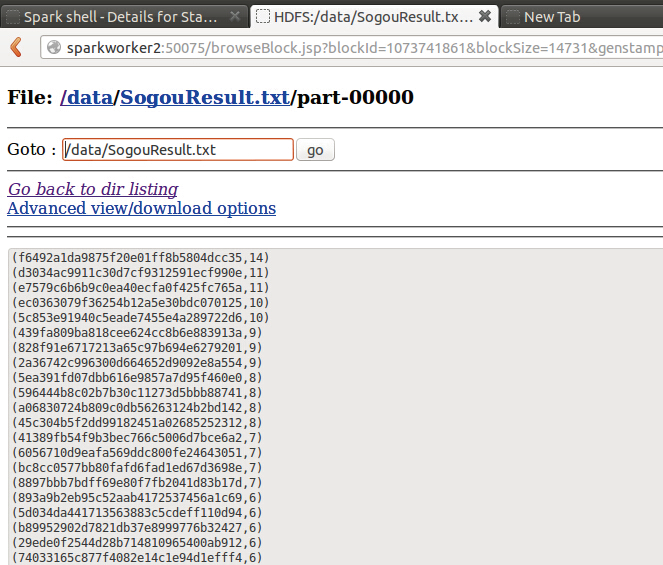 Spark shell - Details for Sta...
HDFS:/data/SogouResult.tx...
New Tab
sparkworker2:50075/browseBlock.jsp?blockId=1073741861&blockSize=14731&genstamp
File: /data/SogouResult.txt/part-00000
Goto : /data/SogouResult.txt go
Go back to dir listing
Advanced view/download options
(f6492a1da9875f20e01ff8b5804dcc35,14)
(d3034ac9911c30d7cf9312591ecf990e,11)
(e7579c6b6b9c0ea40ecfa0f425fc765a,11)
(ec0363079f36254b12a5e30bdc070125,10)
(5c853e91940c5eade7455e4a289722d6,10)
(439fa809ba818cee624cc8b6e883913a,9)
(828f91e6717213a65c97b694e6279201,9)
(2a36742c996300d664652d9092e8a554,9)
(5ea391fd07dbb616e9857a7d95f460e0,8)
(596444b8c02b7b30c11273d5bbb88741,8)
(a06830724b809c0db56263124b2bd142,8)
(45c304b5f2dd99182451a02685252312,8)
(41389fb54f9b3bec766c5006d7bce6a2,7)
(6056710d9eafa569ddc800fe24643051,7)
(bc8cc0577bb80fafd6fad1ed67d3698e,7)
(8897bbb7bdff69e80f7fb2041d83b17d,7)
(893a9b2eb95c52aab4172537456a1c69,6)
(5d034da441713563883c5cdeff110d94,6)
(b89952902d7821db37e8999776b32427,6)
(29ede0f2544d28b714810965400ab912,6)
(74033165c877f4082e14c1e94d1efff4,6)